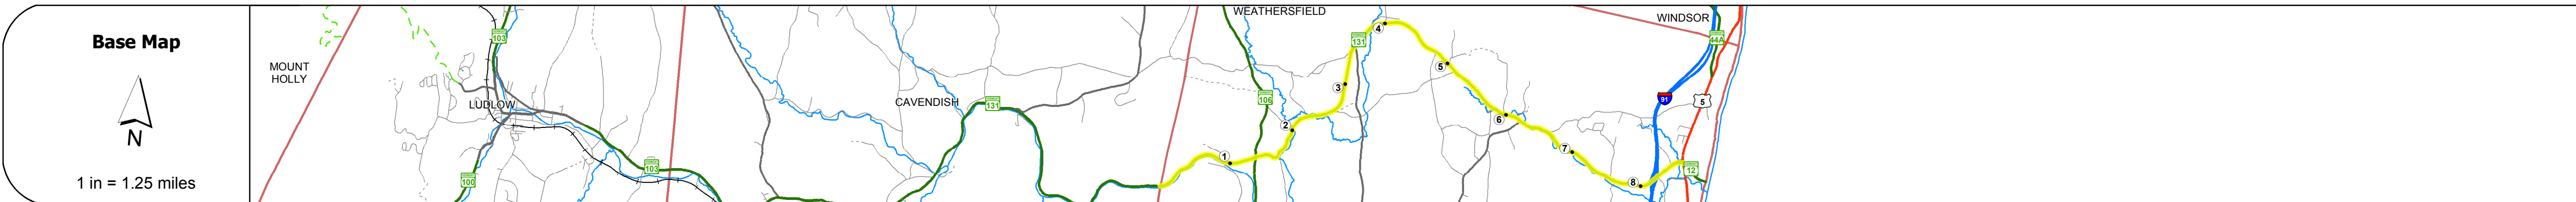 Base Map
N
1 in = 1.25 miles
MOUNT
HOLLY
103
LUDLOW
100
103
CAVENDISH
131
WEATHERSFIELD
106
1
2
3
131
4
5
6
7
8
WINDSOR
44A
91
5
12